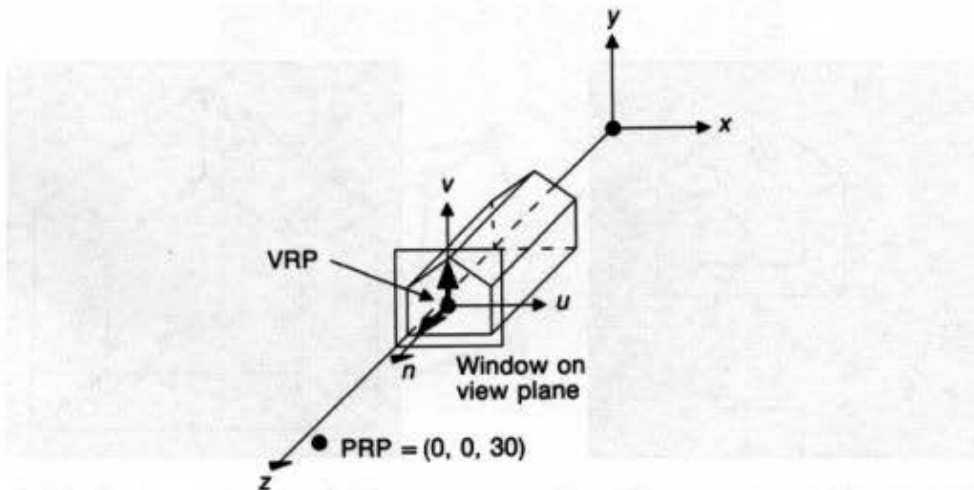 y
x
v
VRP
u
n
Window on
view plane
PRP = (0, 0, 30)
z